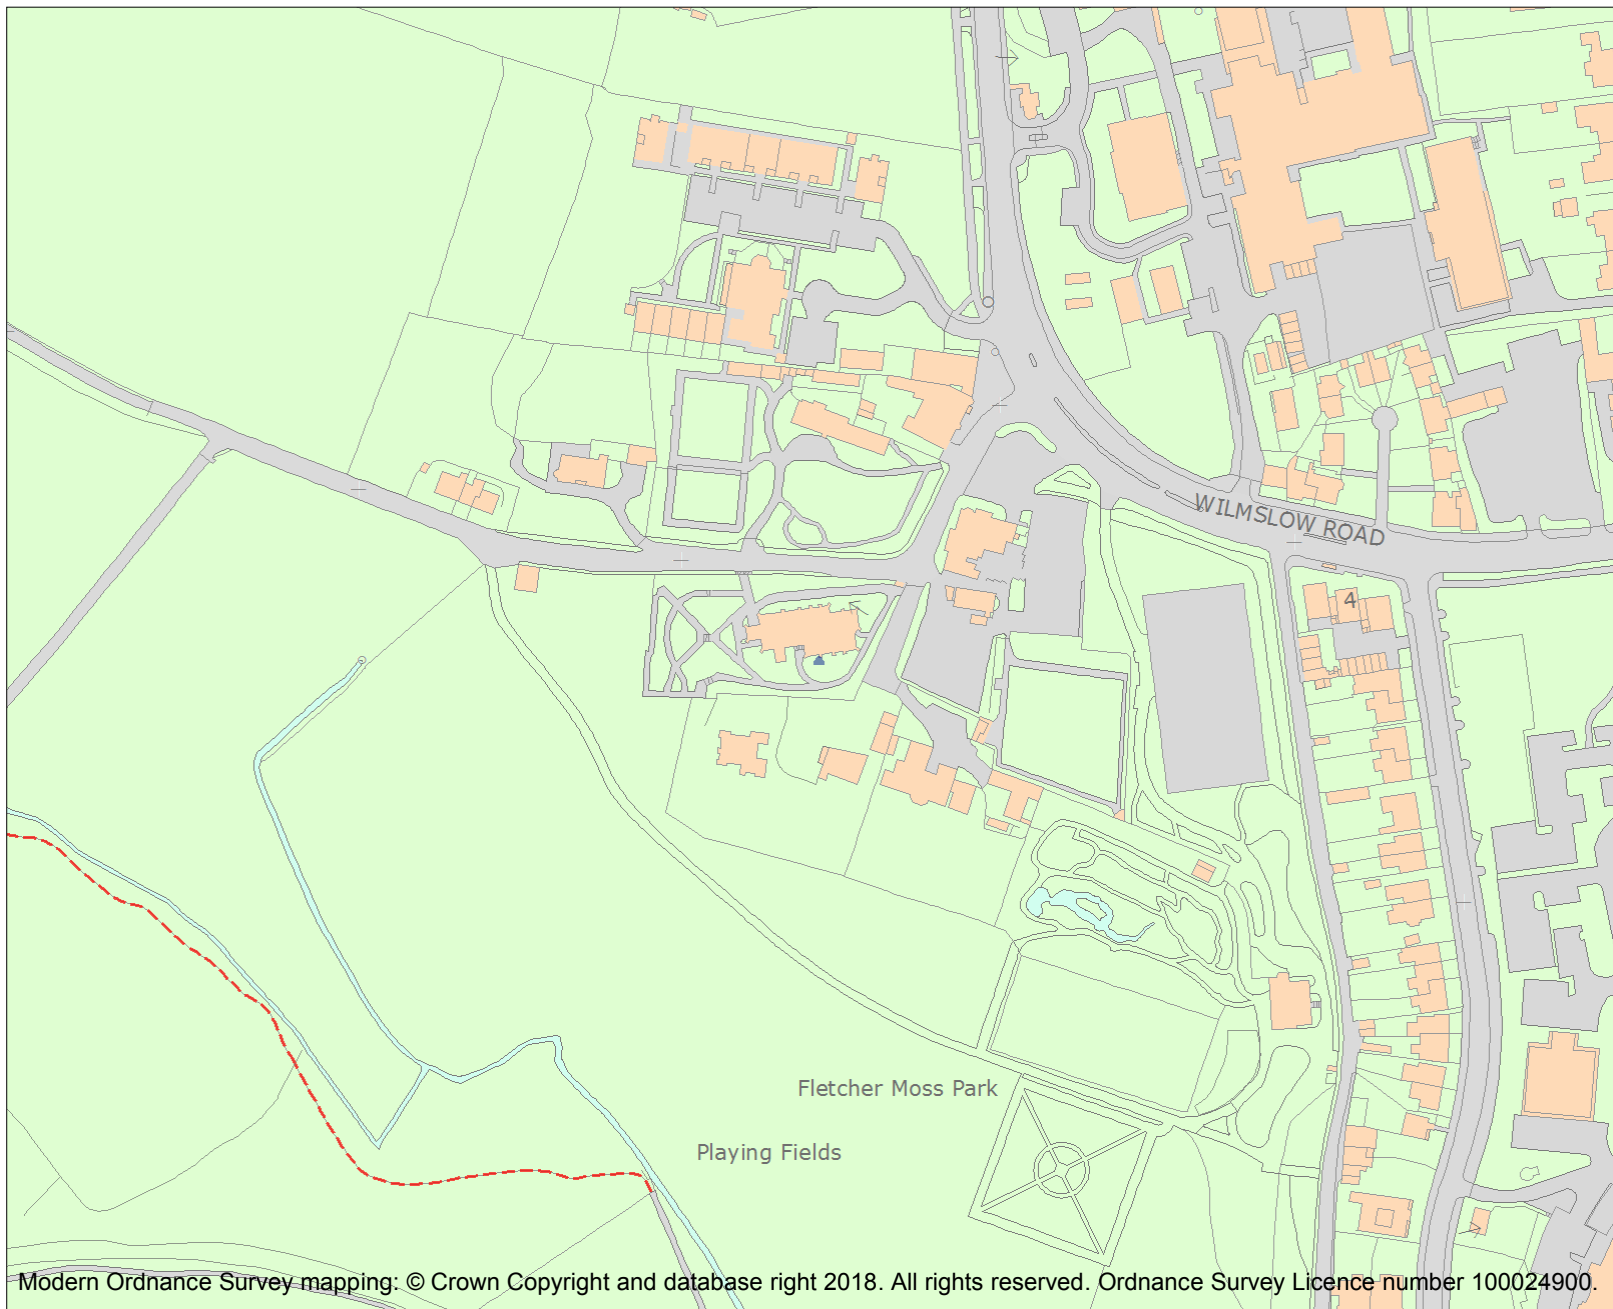 WILMSLOW ROAD
4
Fletcher Moss Park
Playing Fields
Modern Ordnance Survey mapping: © Crown Copyright and database right 2018. All rights reserved. Ordnance Survey Licence number 100024900.